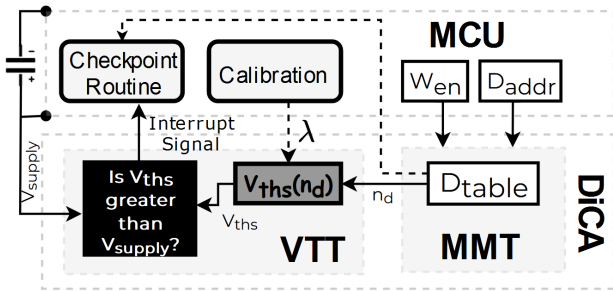 MCU
Checkpoint
Routine
Calibration
Wen
Daddr
Interrupt
Signal
λ
Vsupply
Is Vths
greater
than
Vsupply?
Vths(nd)
Dtable
nd
Vths
VTT
MMT
DiCA
-
+